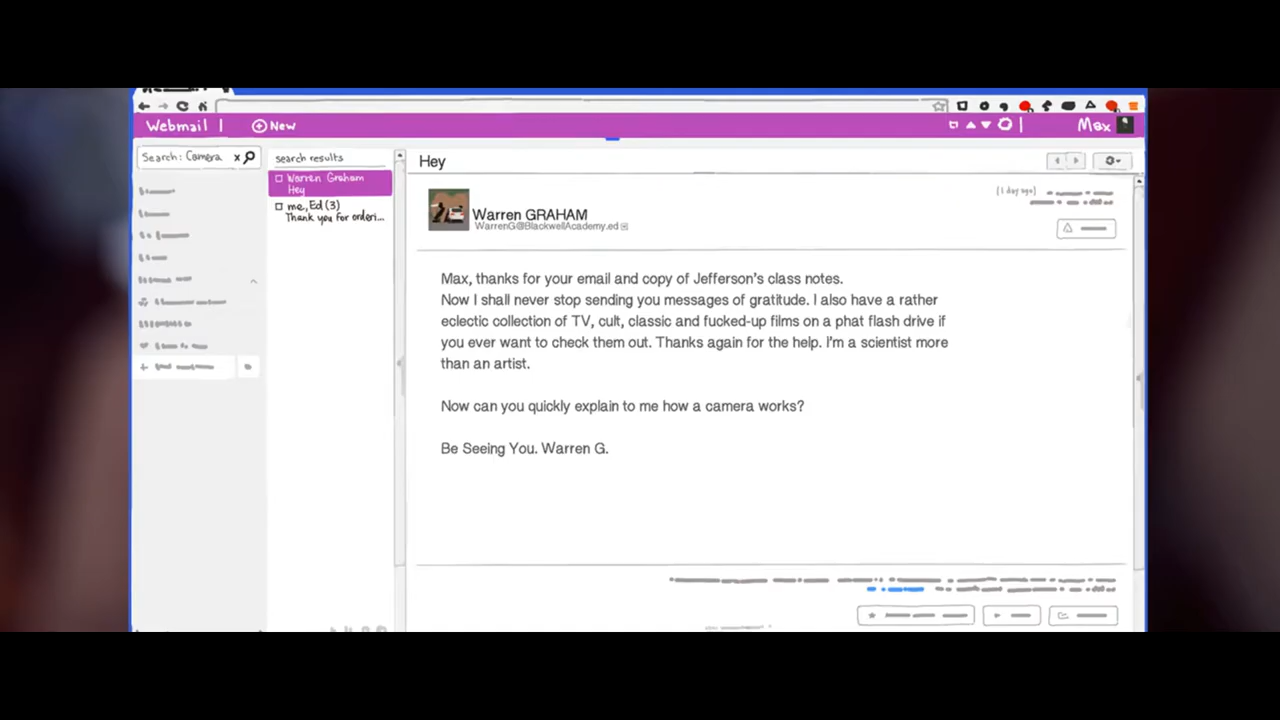 Webmail | + New
Max
Search: Camera x
search results
Warren Graham
Hey
me, Ed (3)
Thank you for orderi...
Hey
[1 day ago]
Warren GRAHAM
WarrenG@BlackwellAcademy.ed
Max, thanks for your email and copy of Jefferson's class notes.
Now I shall never stop sending you messages of gratitude. I also have a rather
eclectic collection of TV, cult, classic and fucked-up films on a phat flash drive if
you ever want to check them out. Thanks again for the help. I'm a scientist more
than an artist.
Now can you quickly explain to me how a camera works?
Be Seeing You. Warren G.